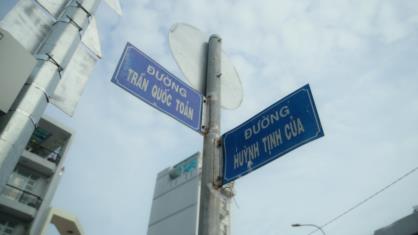 ĐƯỜNG
TRẦN QUỐC TOẢN
ĐƯỜNG
HUỲNH TỊNH CỦA